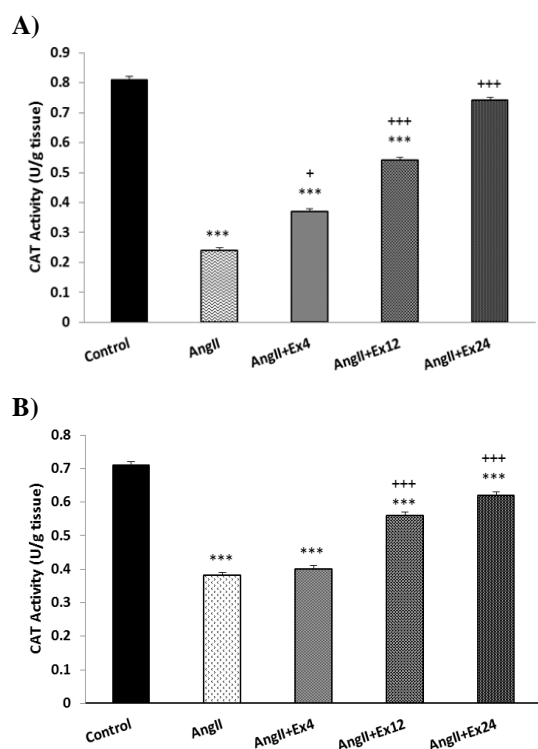 A)
CAT Activity (U/g tissue)
0.9
0.8
0.7
0.6
0.5
0.4
0.3
0.2
0.1
0
***
+
***
+++
***
+++
Control
AngII
AngII+Ex4
AngII+Ex12
AngII+Ex24
B)
CAT Activity (U/g tissue)
0.8
0.7
0.6
0.5
0.4
0.3
0.2
0.1
0
***
***
+++
***
+++
***
Control
AngII
AngII+Ex4
AngII+Ex12
AngII+Ex24